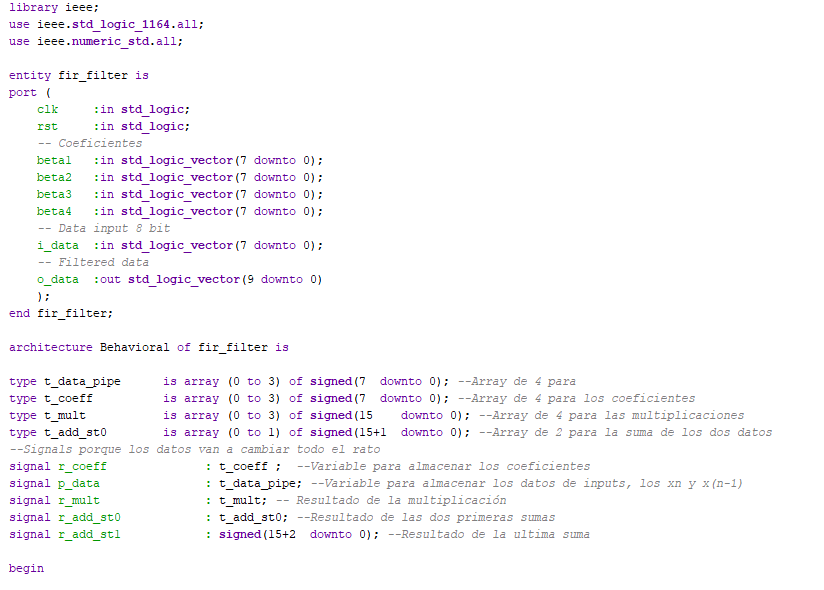 library ieee;
use ieee.std_logic_1164.all;
use ieee.numeric_std.all;
entity fir_filter is
port (
clk :in std_logic;
rst :in std_logic;
-- Coeficientes
beta1 :in std_logic_vector(7 downto 0);
beta2 :in std_logic_vector(7 downto 0);
beta3 :in std_logic_vector(7 downto 0);
beta4 :in std_logic_vector(7 downto 0);
-- Data input 8 bit
i_data :in std_logic_vector(7 downto 0);
-- Filtered data
o_data :out std_logic_vector(9 downto 0)
);
end fir_filter;
architecture Behavioral of fir_filter is
type t_data_pipe is array (0 to 3) of signed(7 downto 0); --Array de 4 para
type t_coeff is array (0 to 3) of signed(7 downto 0); --Array de 4 para los coeficientes
type t_mult is array (0 to 3) of signed(15 downto 0); --Array de 4 para las multiplicaciones
type t_add_st0 is array (0 to 1) of signed(15+1 downto 0); --Array de 2 para la suma de los dos datos
--Signals porque los datos van a cambiar todo el rato
signal r_coeff : t_coeff ; --Variable para almacenar los coeficientes
signal p_data : t_data_pipe; --Variable para almacenar los datos de inputs, los xn y x(n-1)
signal r_mult : t_mult; -- Resultado de la multiplicación
signal r_add_st0 : t_add_st0; --Resultado de las dos primeras sumas
signal r_add_st1 : signed(15+2 downto 0); --Resultado de la ultima suma
begin